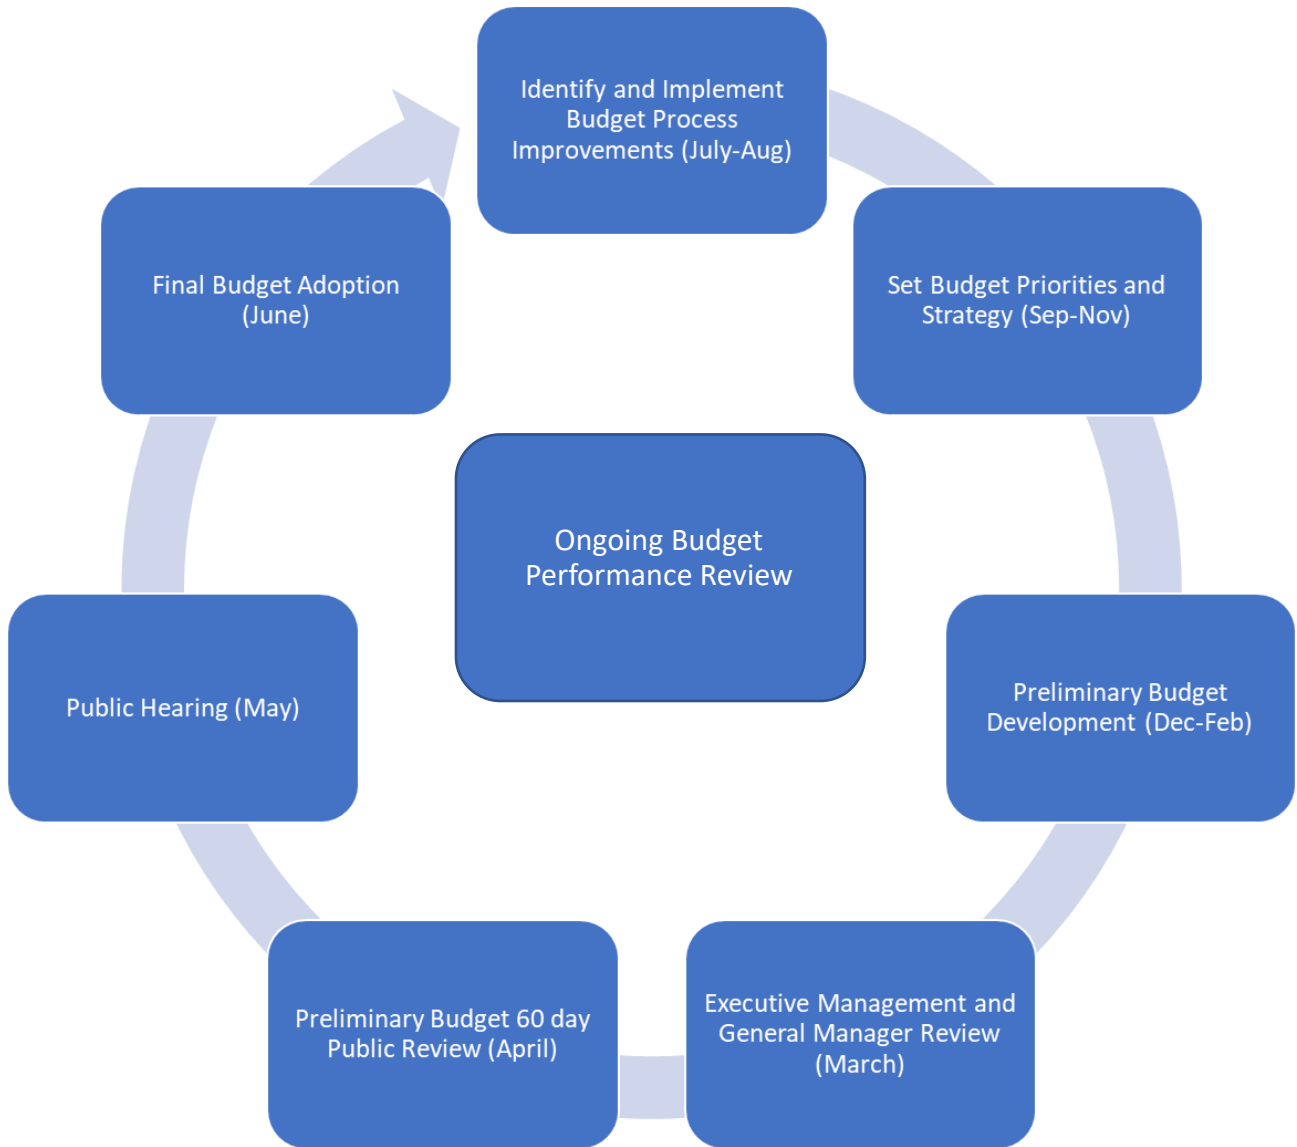 Identify and Implement
Budget Process
Improvements (July-Aug)
Set Budget Priorities and
Strategy (Sep-Nov)
Preliminary Budget
Development (Dec-Feb)
Executive Management and
General Manager Review
(March)
Preliminary Budget 60 day
Public Review (April)
Public Hearing (May)
Final Budget Adoption
(June)
Ongoing Budget
Performance Review